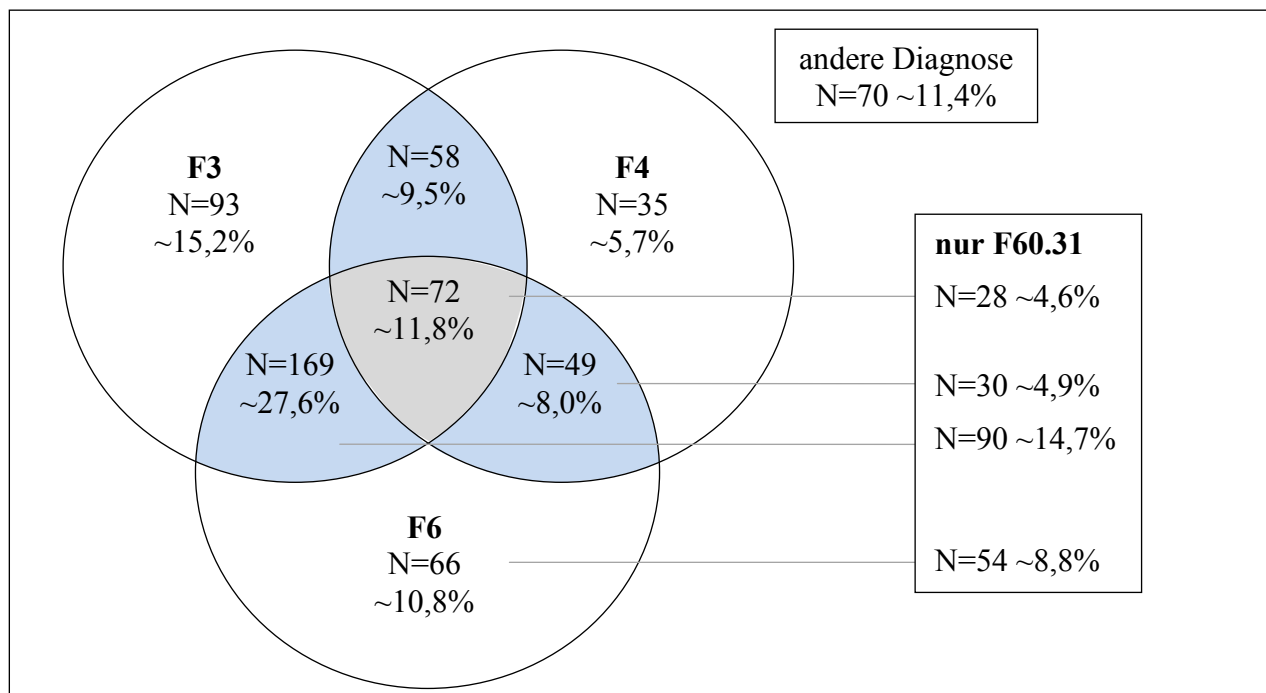 andere Diagnose
N=70 ~11,4%
F3
N=93
~15,2%
N=58
~9,5%
F4
N=35
~5,7%
N=72
~11,8%
N=169
~27,6%
N=49
~8,0%
F6
N=66
~10,8%
nur F60.31
N=28 ~4,6%
N=30 ~4,9%
N=90 ~14,7%
N=54 ~8,8%